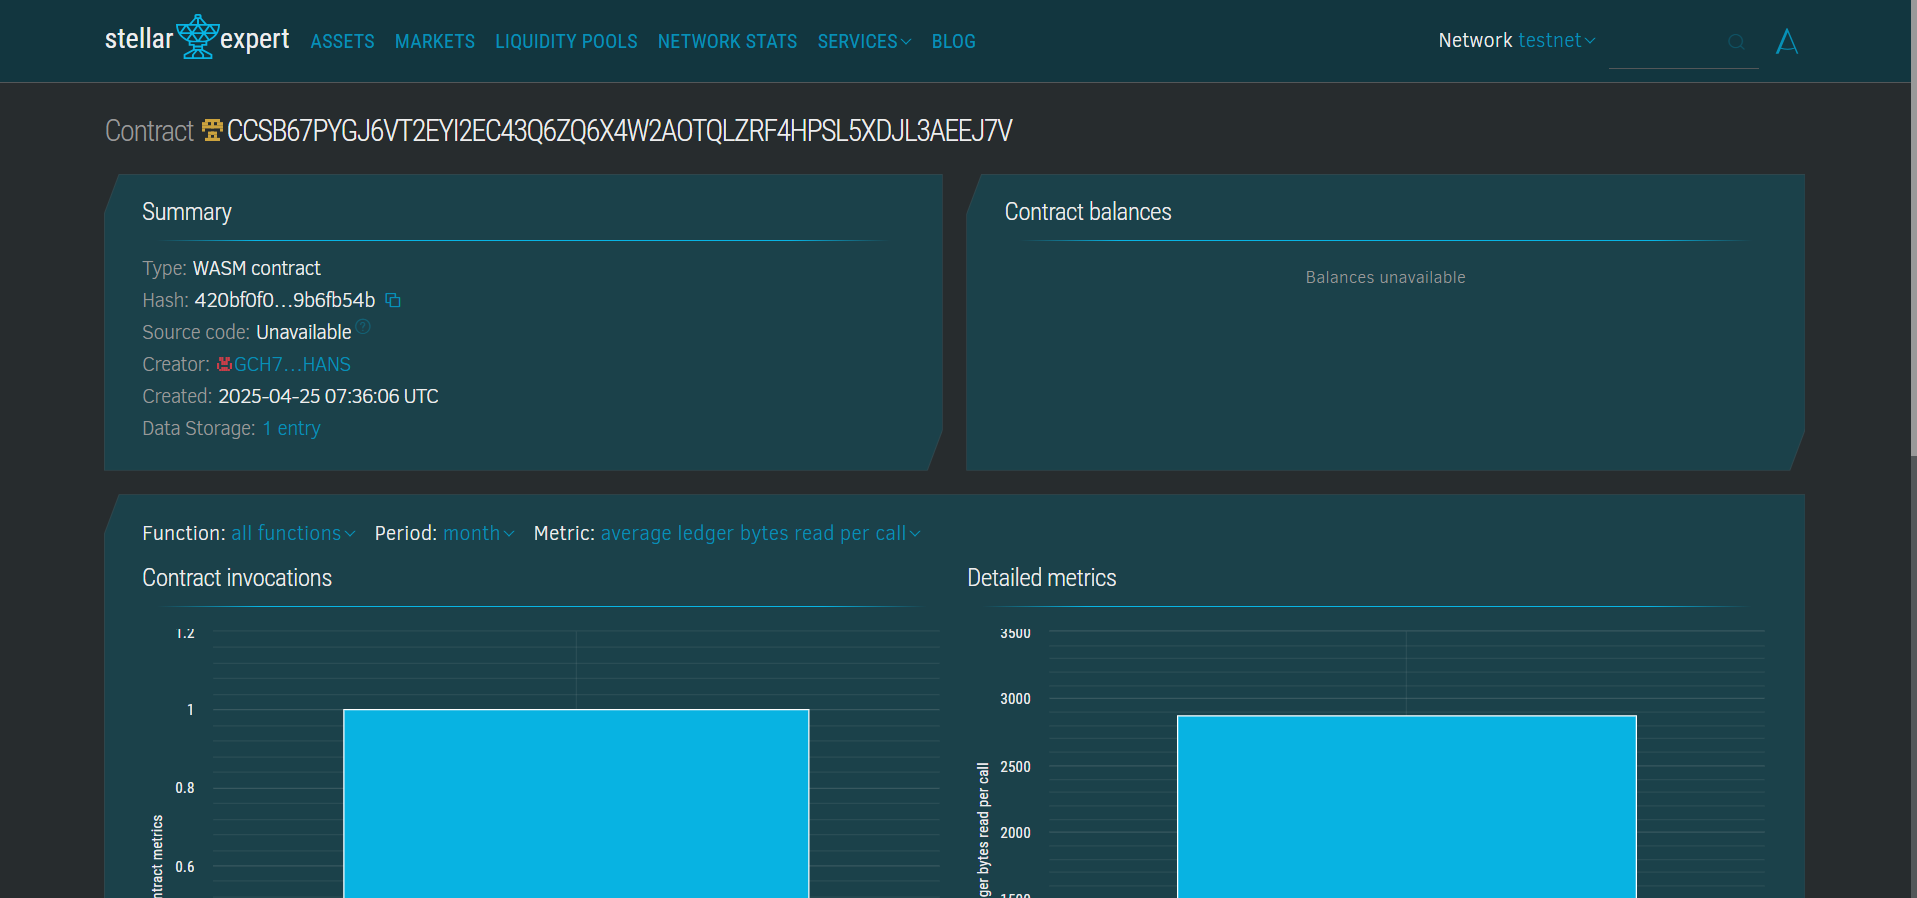 stellar expert ASSETS MARKETS LIQUIDITY POOLS NETWORK STATS SERVICES BLOG Network testnet
Contract CCSB67PYGJ6VT2EYI2EC43Q6ZQ6X4W2AOTQLZRF4HPSL5XDJL3AEEJ7V
Summary
Type: WASM contract
Hash: 420bf0f0...9b6fb54b
Source code: Unavailable
Creator: GCH7...HANS
Created: 2025-04-25 07:36:06 UTC
Data Storage: 1 entry
Contract balances
Balances unavailable
Function: all functions Period: month Metric: average ledger bytes read per call
Contract invocations
1.2
1
0.8
0.6
ntract metrics
Detailed metrics
3500
3000
2500
2000
1500
ger bytes read per call